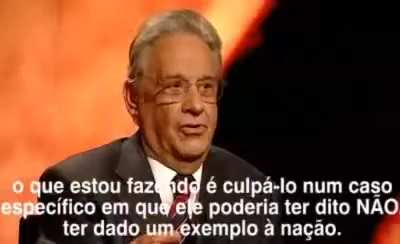 o que estou fazendo é culpá-lo num caso
específico em que ele poderia ter dito NÃO,
ter dado um exemplo à nação.